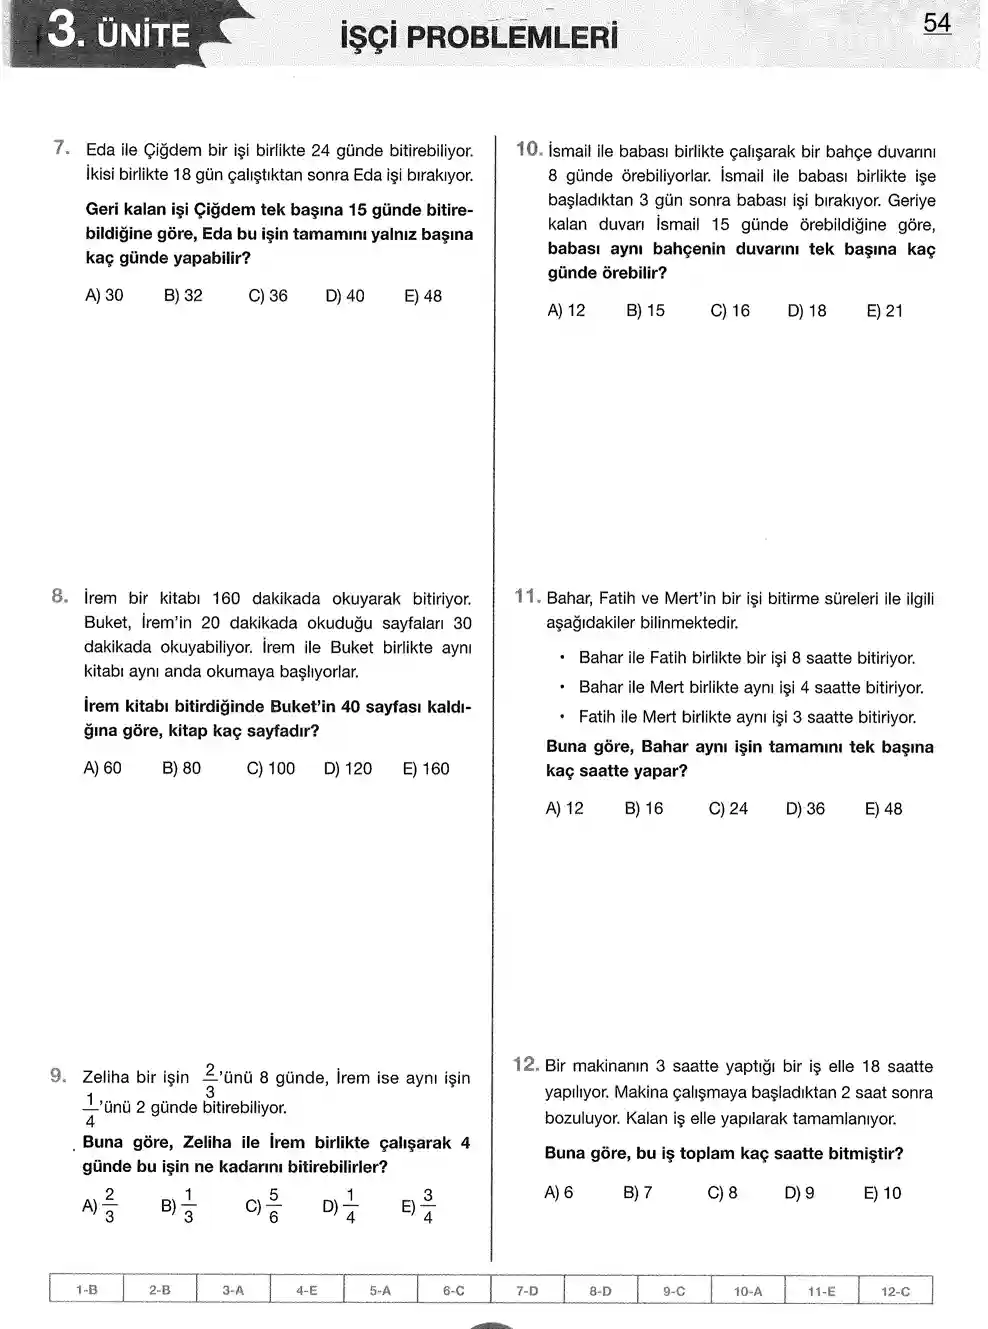 3. ÜNİTE
İŞÇİ PROBLEMLERİ
54
7. Eda ile Çiğdem bir işi birlikte 24 günde bitirebiliyor.
İkisi birlikte 18 gün çalıştıktan sonra Eda işi bırakıyor.
Geri kalan işi Çiğdem tek başına 15 günde bitire-
bildiğine göre, Eda bu işin tamamını yalnız başına
kaç günde yapabilir?
A) 30 B) 32 C) 36 D) 40 E) 48
8. İrem bir kitabı 160 dakikada okuyarak bitiriyor.
Buket, İrem'in 20 dakikada okuduğu sayfaları 30
dakikada okuyabiliyor. İrem ile Buket birlikte aynı
kitabı aynı anda okumaya başlıyorlar.
İrem kitabı bitirdiğinde Buket'in 40 sayfası kaldı-
ğına göre, kitap kaç sayfadır?
A) 60 B) 80 C) 100 D) 120 E) 160
9. Zeliha bir işin 2/3'ünü 8 günde, İrem ise aynı işin
1/4'ünü 2 günde bitirebiliyor.
Buna göre, Zeliha ile İrem birlikte çalışarak 4
günde bu işin ne kadarını bitirebilirler?
A) 2/3 B) 1/3 C) 5/6 D) 1/4 E) 3/4
10. İsmail ile babası birlikte çalışarak bir bahçe duvarını
8 günde örebiliyorlar. İsmail ile babası birlikte işe
başladıktan 3 gün sonra babası işi bırakıyor. Geriye
kalan duvarı İsmail 15 günde örebildiğine göre,
babası aynı bahçenin duvarını tek başına kaç
günde örebilir?
A) 12 B) 15 C) 16 D) 18 E) 21
11. Bahar, Fatih ve Mert'in bir işi bitirme süreleri ile ilgili
aşağıdakiler bilinmektedir.
• Bahar ile Fatih birlikte bir işi 8 saatte bitiriyor.
• Bahar ile Mert birlikte aynı işi 4 saatte bitiriyor.
• Fatih ile Mert birlikte aynı işi 3 saatte bitiriyor.
Buna göre, Bahar aynı işin tamamını tek başına
kaç saatte yapar?
A) 12 B) 16 C) 24 D) 36 E) 48
12. Bir makinanın 3 saatte yaptığı bir iş elle 18 saatte
yapılıyor. Makina çalışmaya başladıktan 2 saat sonra
bozuluyor. Kalan iş elle yapılarak tamamlanıyor.
Buna göre, bu iş toplam kaç saatte bitmiştir?
A) 6 B) 7 C) 8 D) 9 E) 10
1-B 2-B 3-A 4-E 5-A 6-C 7-D 8-D 9-C 10-A 11-E 12-C